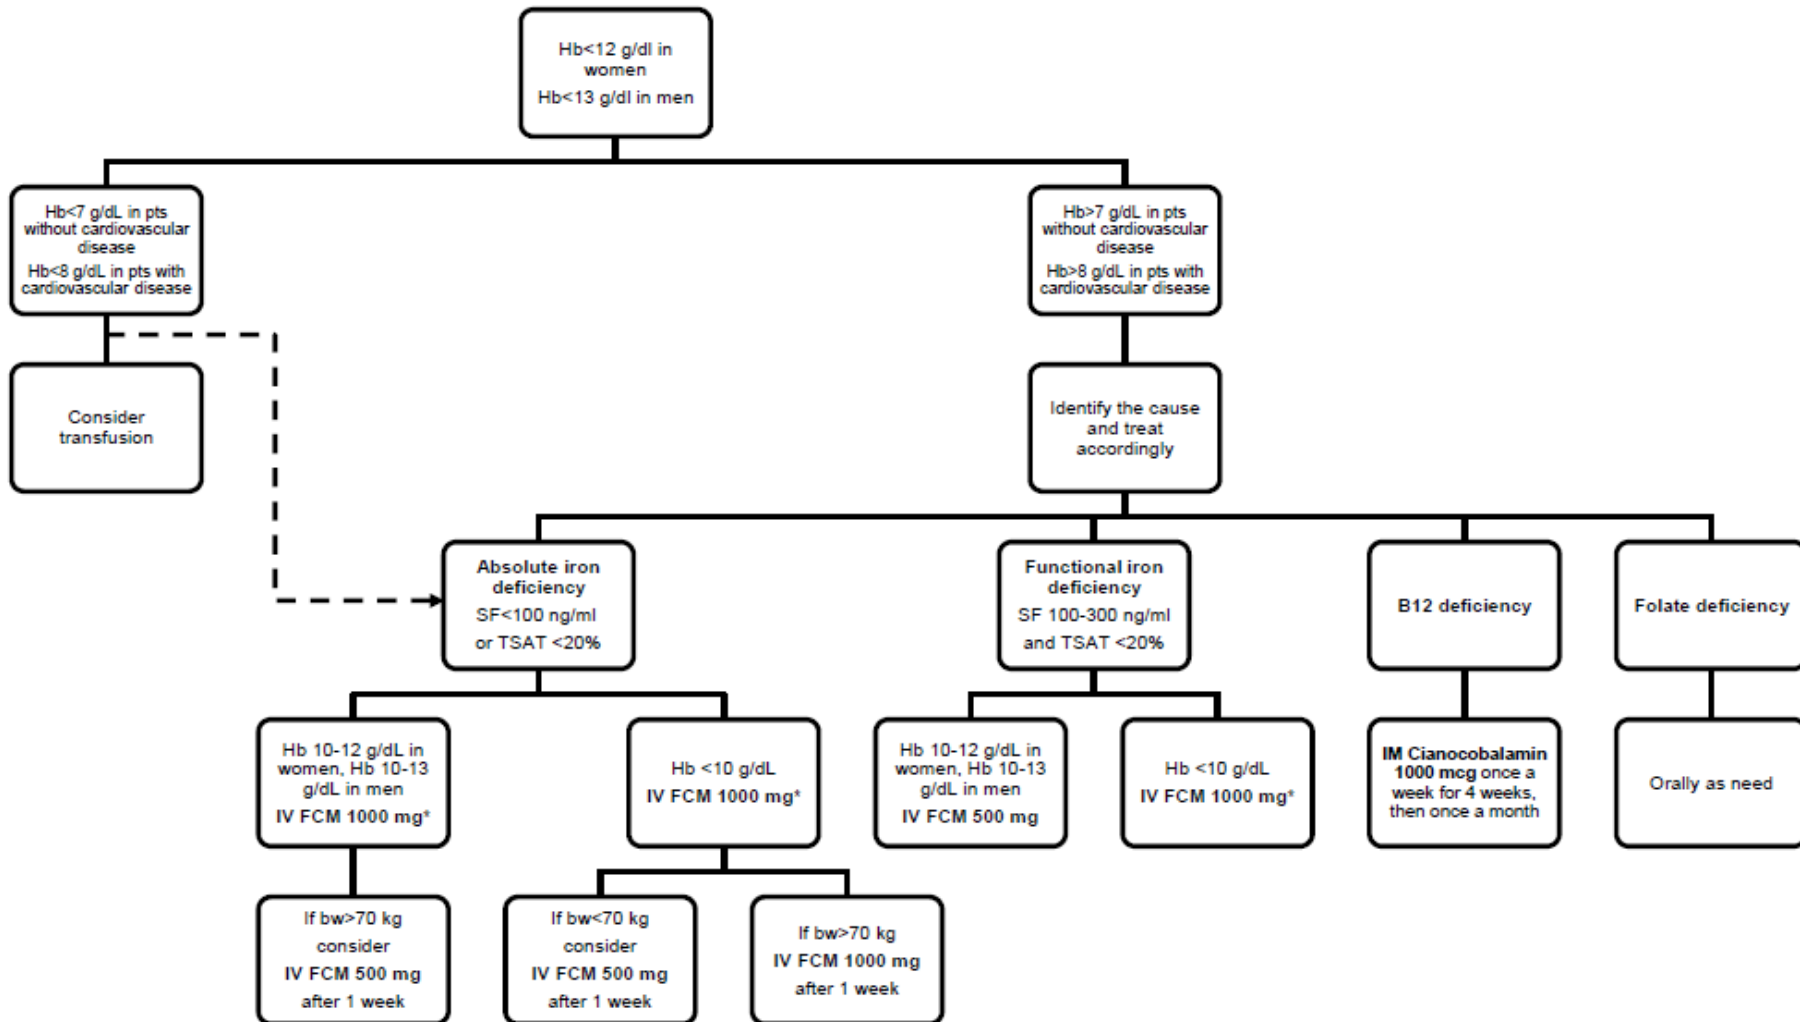 Hb<12 g/dl in
women
Hb<13 g/dl in men
Hb<7 g/dL in pts
without cardiovascular
disease
Hb<8 g/dL in pts with
cardiovascular disease
Hb>7 g/dL in pts
without cardiovascular
disease
Hb>8 g/dL in pts with
cardiovascular disease
Consider
transfusion
Identify the cause
and treat
accordingly
Absolute iron
deficiency
SF<100 ng/ml
or TSAT <20%
Functional iron
deficiency
SF 100-300 ng/ml
and TSAT <20%
B12 deficiency
Folate deficiency
Hb 10-12 g/dL in
women, Hb 10-13
g/dL in men
IV FCM 1000 mg*
Hb <10 g/dL
IV FCM 1000 mg*
Hb 10-12 g/dL in
women, Hb 10-13
g/dL in men
IV FCM 500 mg
Hb <10 g/dL
IV FCM 1000 mg*
IM Cianocobalamin
1000 mcg once a
week for 4 weeks,
then once a month
Orally as need
If bw>70 kg
consider
IV FCM 500 mg
after 1 week
If bw<70 kg
consider
IV FCM 500 mg
after 1 week
If bw>70 kg
IV FCM 1000 mg
after 1 week